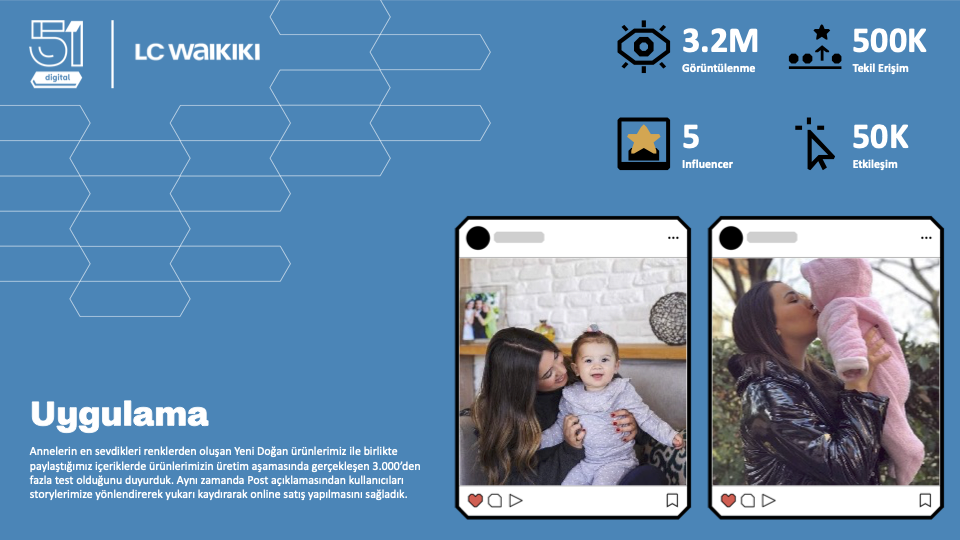 51
digital
LC WAIKIKI
3.2M
Görüntülenme
500K
Tekil Erişim
5
Influencer
50K
Etkileşim
Uygulama
Annelerin en sevdikleri renklerden oluşan Yeni Doğan ürünlerimiz ile birlikte
paylaştığımız içeriklerde ürünlerimizin üretim aşamasında gerçekleşen 3.000’den
fazla test olduğunu duyurduk. Aynı zamanda Post açıklamasından kullanıcıları
storylerimize yönlendirerek yukarı kaydırarak online satış yapılmasını sağladık.